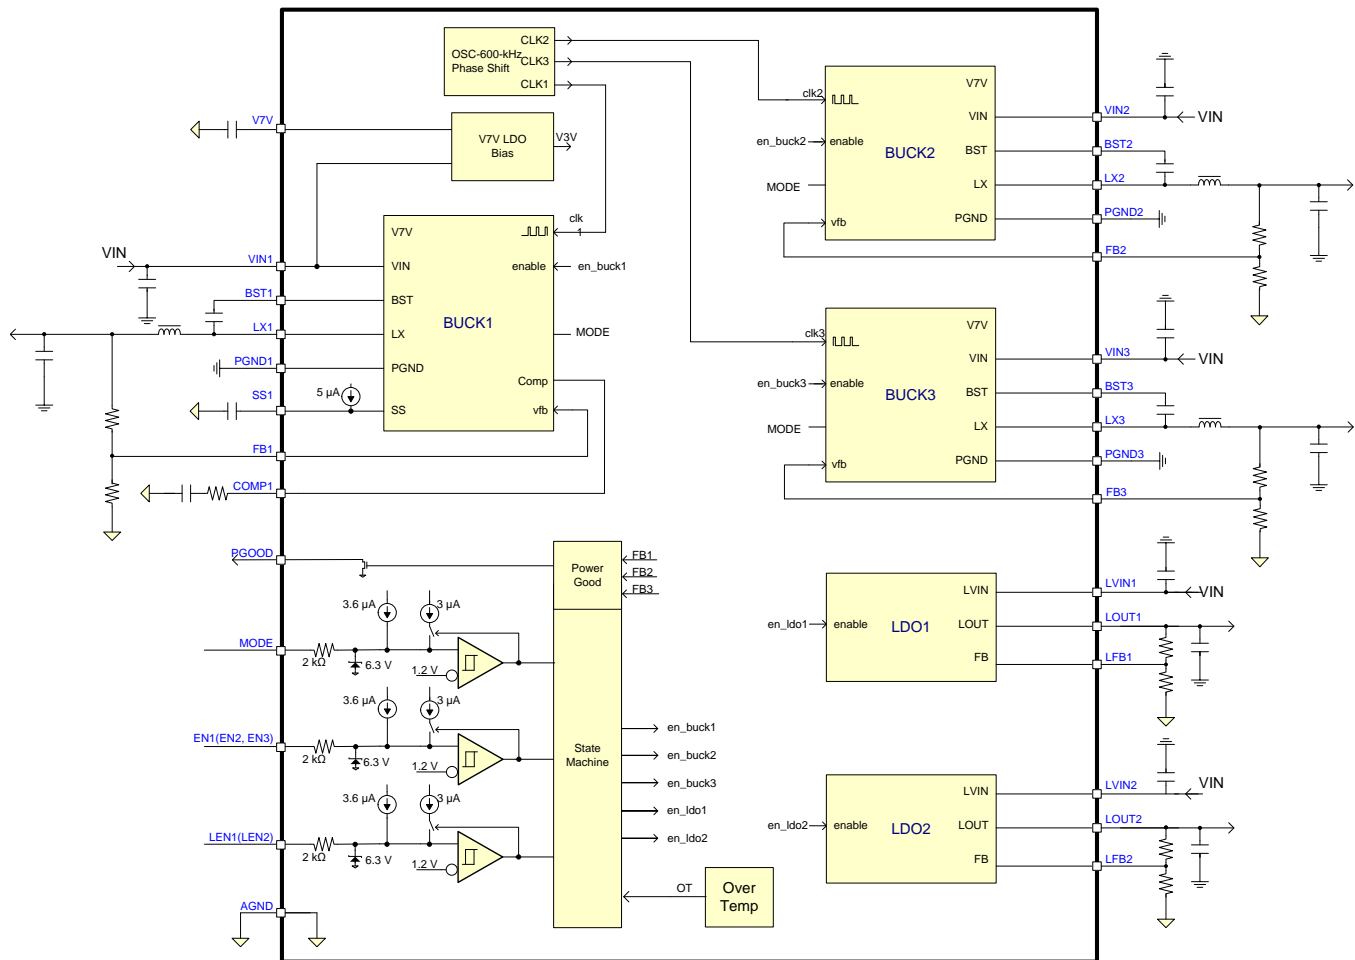 CLK2
OSC-600-kHz
CLK3
Phase Shift
CLK1
V7V
V7V LDO
Bias
V3V
V7V
clk
1
VIN
VIN1
VIN
enable
en_buck1
BST1
BST
BUCK1
LX1
LX
MODE
PGND1
PGND
Comp
SS1
5 µA
SS
vfb
FB1
COMP1
V7V
clk2
VIN
VIN2
VIN
en_buck2
enable
BUCK2
BST
BST2
MODE
LX
LX2
PGND
PGND2
vfb
FB2
V7V
clk3
VIN
VIN3
VIN
en_buck3
enable
BUCK3
BST
BST3
MODE
LX
LX3
PGND
PGND3
vfb
FB3
PGOOD
Power
Good
FB1
FB2
FB3
3.6 µA
3 µA
MODE
2 kΩ
6.3 V
1.2 V
3.6 µA
3 µA
EN1(EN2, EN3)
2 kΩ
6.3 V
1.2 V
3.6 µA
3 µA
LEN1(LEN2)
2 kΩ
6.3 V
1.2 V
State
Machine
en_buck1
en_buck2
en_buck3
en_ldo1
en_ldo2
OT
Over
Temp
AGND
LVIN
LVIN1
VIN
en_ldo1
enable
LDO1
LOUT
LOUT1
FB
LFB1
LVIN
LVIN2
VIN
en_ldo2
enable
LDO2
LOUT
LOUT2
FB
LFB2